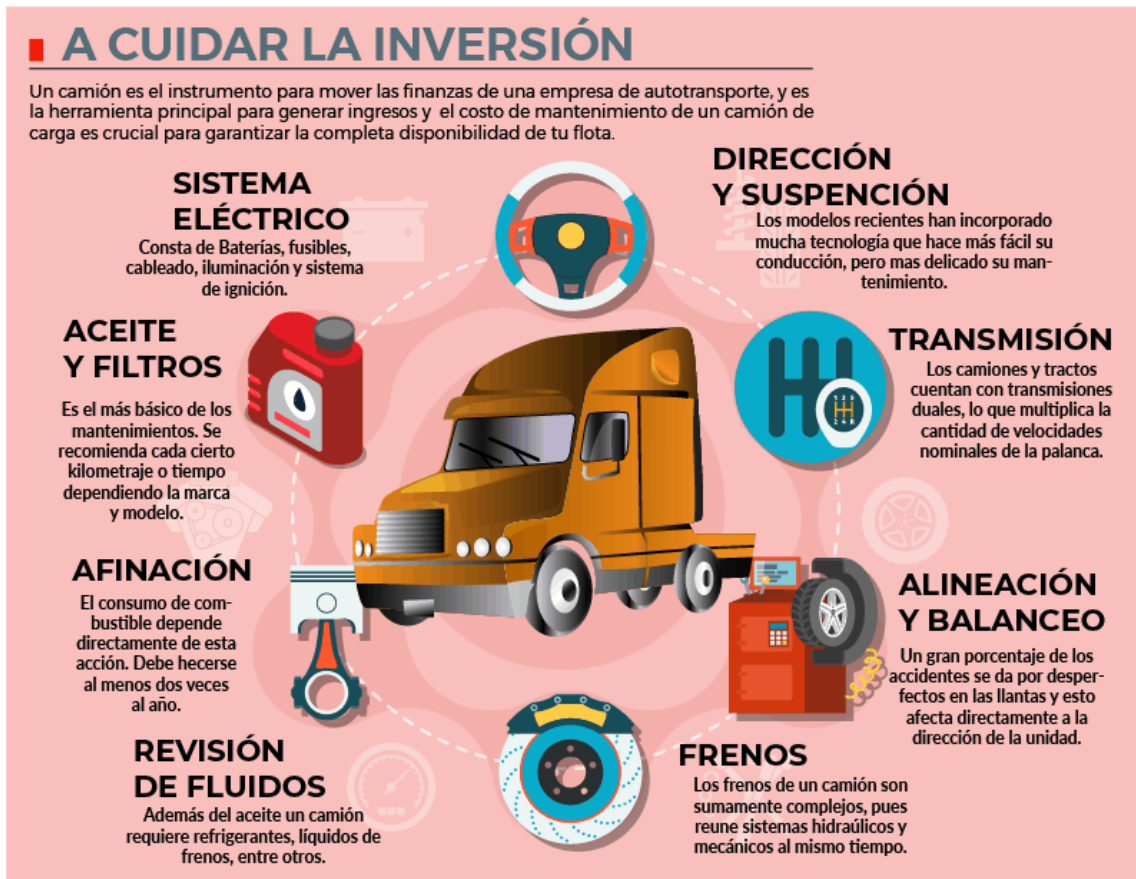 A CUIDAR LA INVERSIÓN
Un camión es el instrumento para mover las finanzas de una empresa de autotransporte, y es
la herramienta principal para generar ingresos y el costo de mantenimiento de un camión de
carga es crucial para garantizar la completa disponibilidad de tu flota.
SISTEMA
ELÉCTRICO
Consta de Baterías, fusibles,
cableado, iluminación y sistema
de ignición.
DIRECCIÓN
Y SUSPENCIÓN
Los modelos recientes han incorporado
mucha tecnología que hace más fácil su
conducción, pero mas delicado su man-
tenimiento.
ACEITE
Y FILTROS
Es el más básico de los
mantenimientos. Se
recomienda cada cierto
kilometraje o tiempo
dependiendo la marca
y modelo.
TRANSMISIÓN
Los camiones y tractos
cuentan con transmisiones
duales, lo que multiplica la
cantidad de velocidades
nominales de la palanca.
1 3 5
2 4 R
AFINACIÓN
El consumo de com-
bustible depende
directamente de esta
acción. Debe hecerse
al menos dos veces
al año.
ALINEACIÓN
Y BALANCEO
Un gran porcentaje de los
accidentes se da por desper-
fectos en las llantas y esto
afecta directamente a la
dirección de la unidad.
REVISIÓN
DE FLUIDOS
Además del aceite un camión
requiere refrigerantes, líquidos de
frenos, entre otros.
FRENOS
Los frenos de un camión son
sumamente complejos, pues
reune sistemas hidraúlicos y
mecánicos al mismo tiempo.